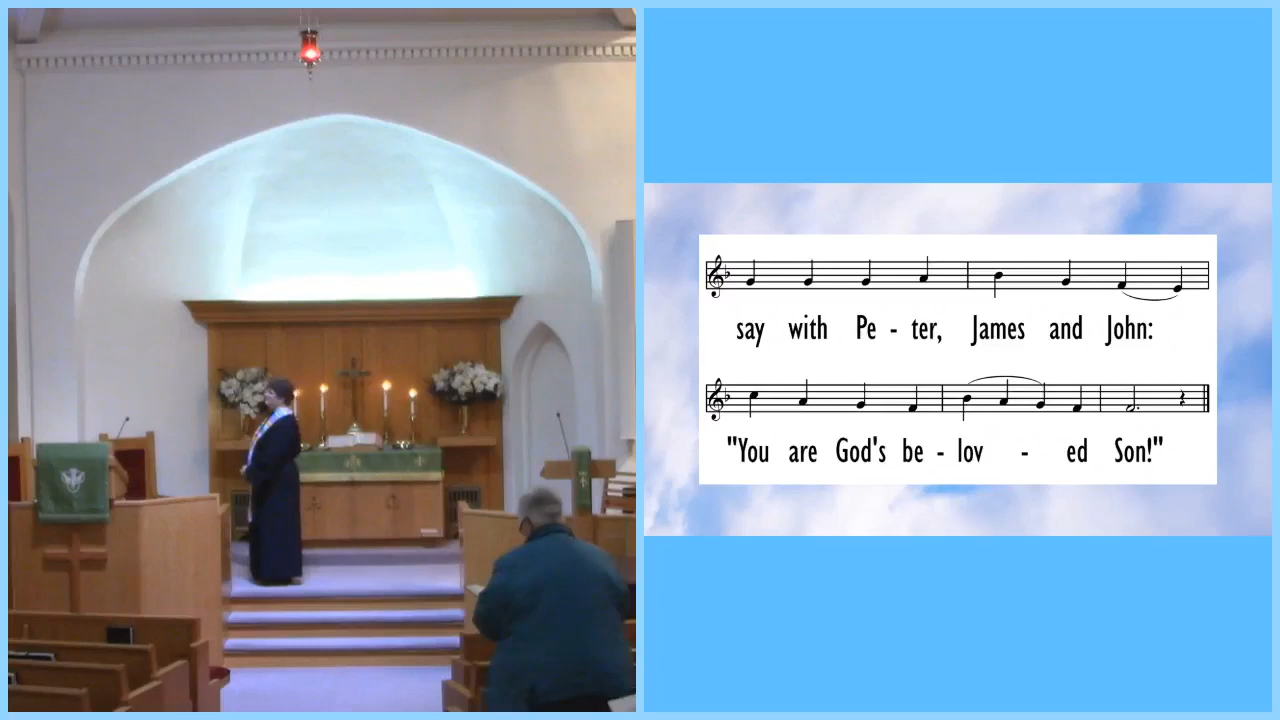 say with Pe - ter, James and John:
"You are God's be - lov - ed Son!"